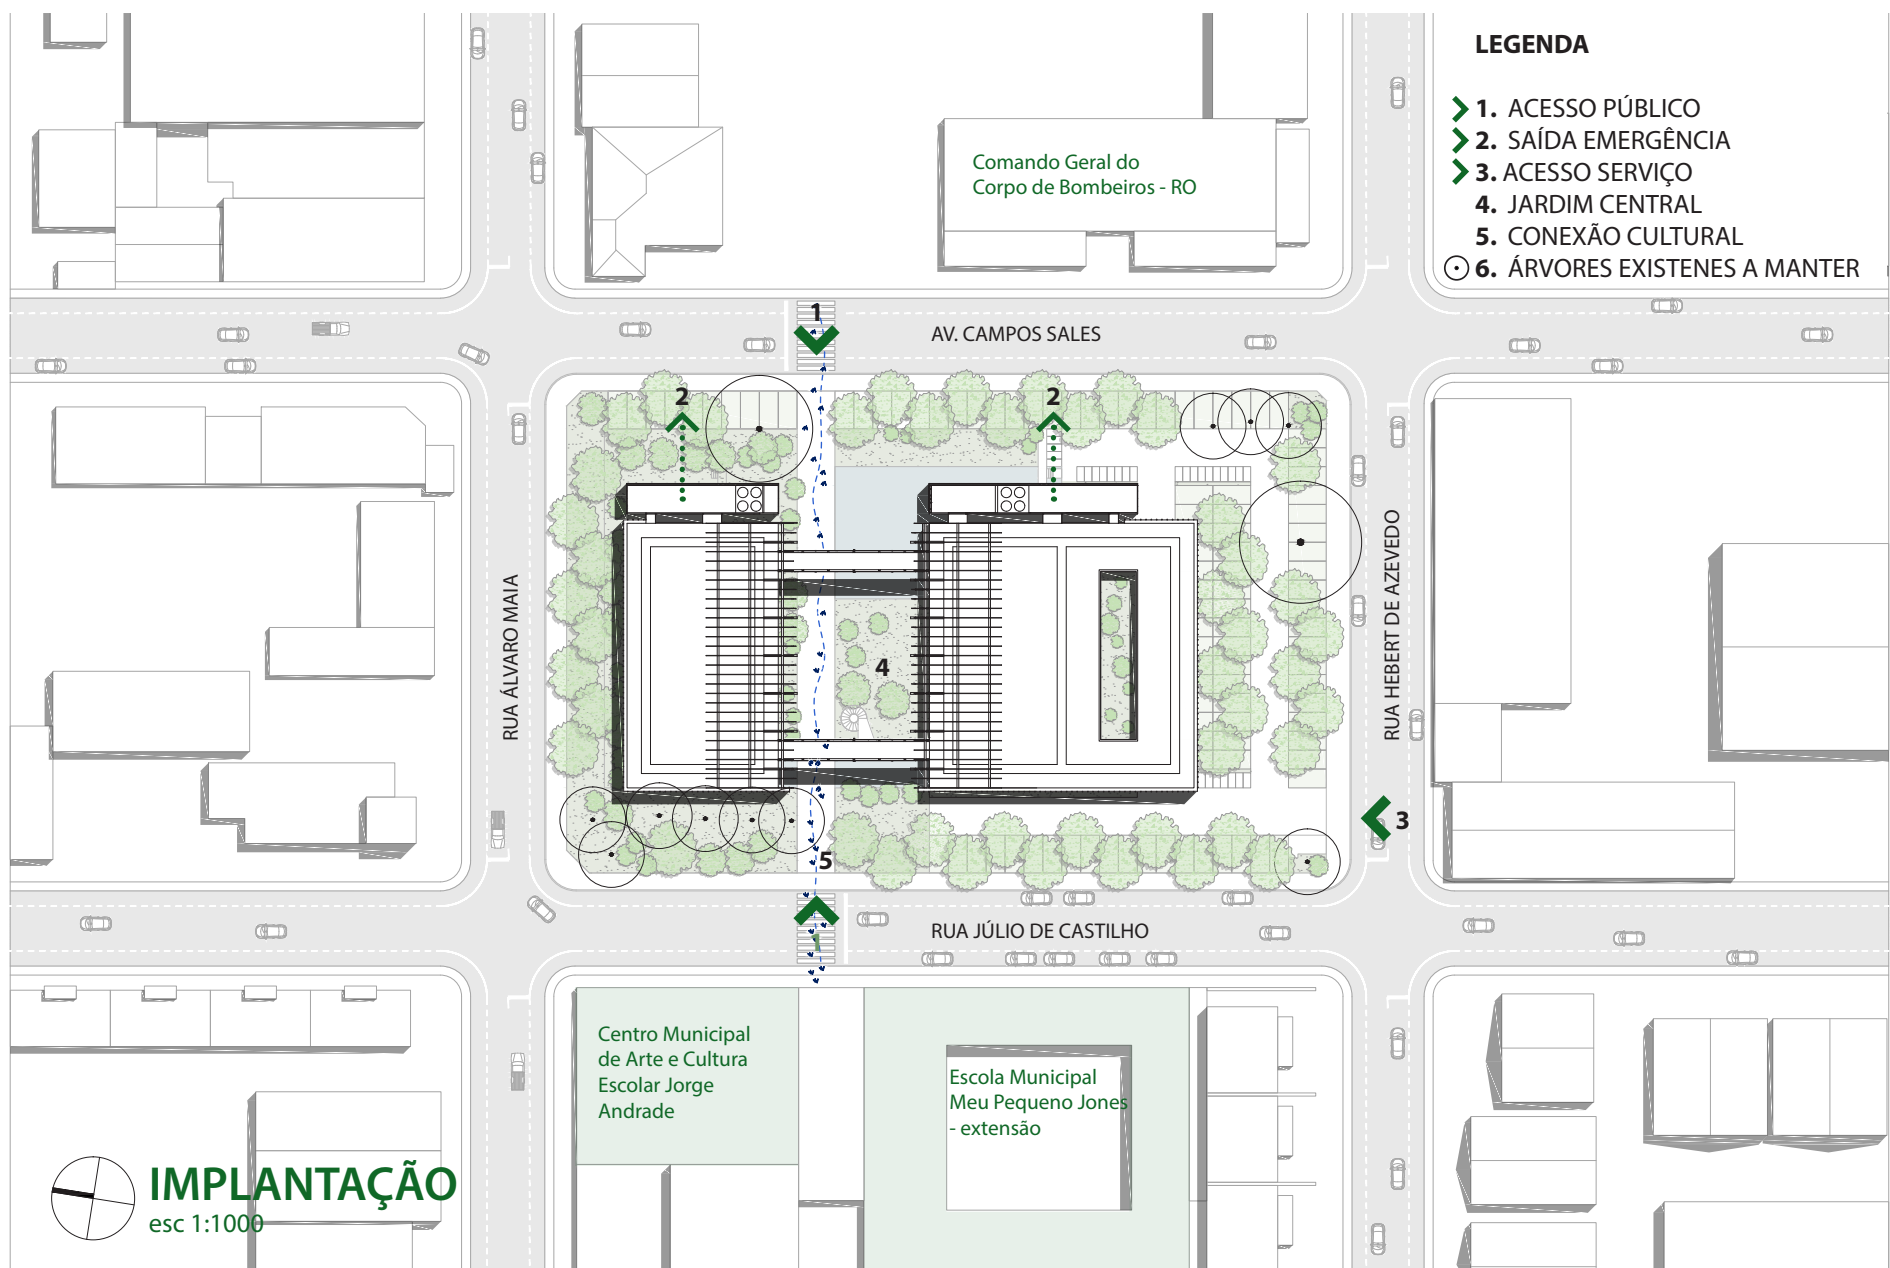 LEGENDA
1. ACESSO PÚBLICO
2. SAÍDA EMERGÊNCIA
3. ACESSO SERVIÇO
4. JARDIM CENTRAL
5. CONEXÃO CULTURAL
6. ÁRVORES EXISTENES A MANTER
Comando Geral do
Corpo de Bombeiros - RO
1
AV. CAMPOS SALES
2
2
RUA ÁLVARO MAIA
4
RUA HEBERT DE AZEVEDO
3
5
1
RUA JÚLIO DE CASTILHO
Centro Municipal
de Arte e Cultura
Escolar Jorge
Andrade
Escola Municipal
Meu Pequeno Jones
- extensão
IMPLANTAÇÃO
esc 1:1000